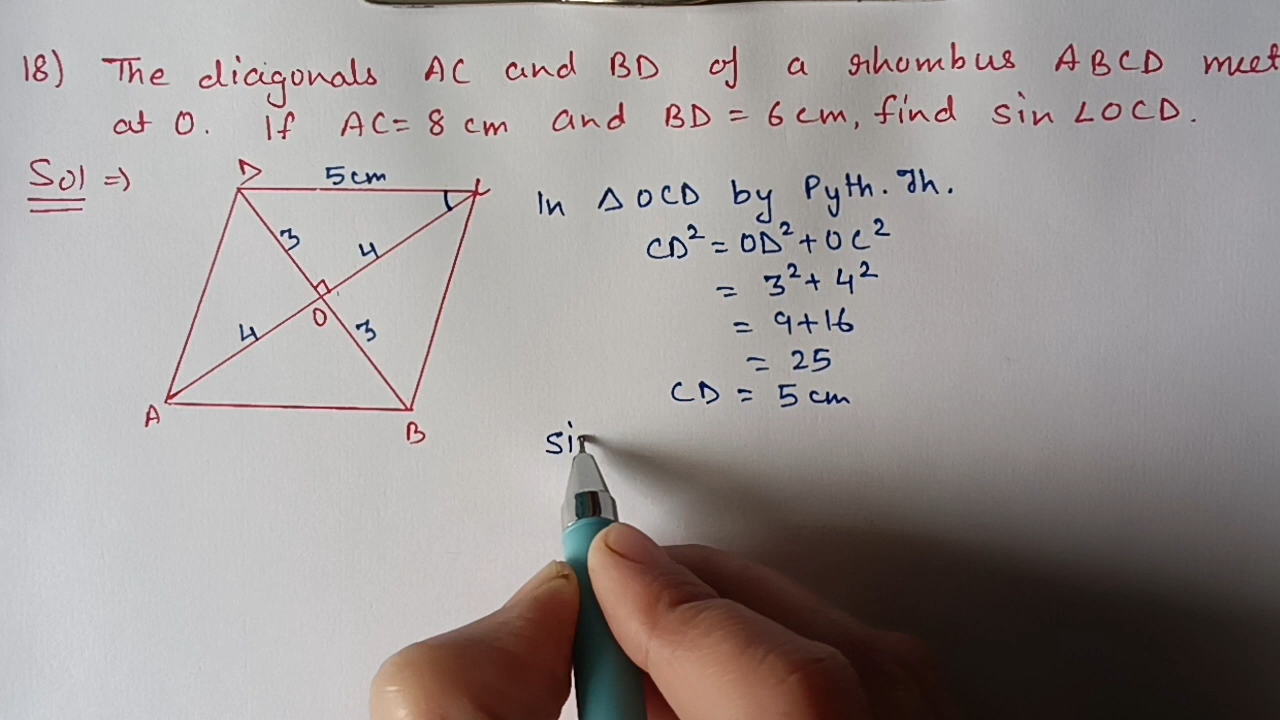 18) The diagonals AC and BD of a rhombus ABCD meet
at O. If AC = 8 cm and BD = 6 cm, find sin ∠OCD.
Sol ⇒
D 5cm C
3 4
O
4 3
A
B
In △OCD by Pyth. Th.
CD² = OD² + OC²
= 3² + 4²
= 9+16
= 25
CD = 5 cm
sin